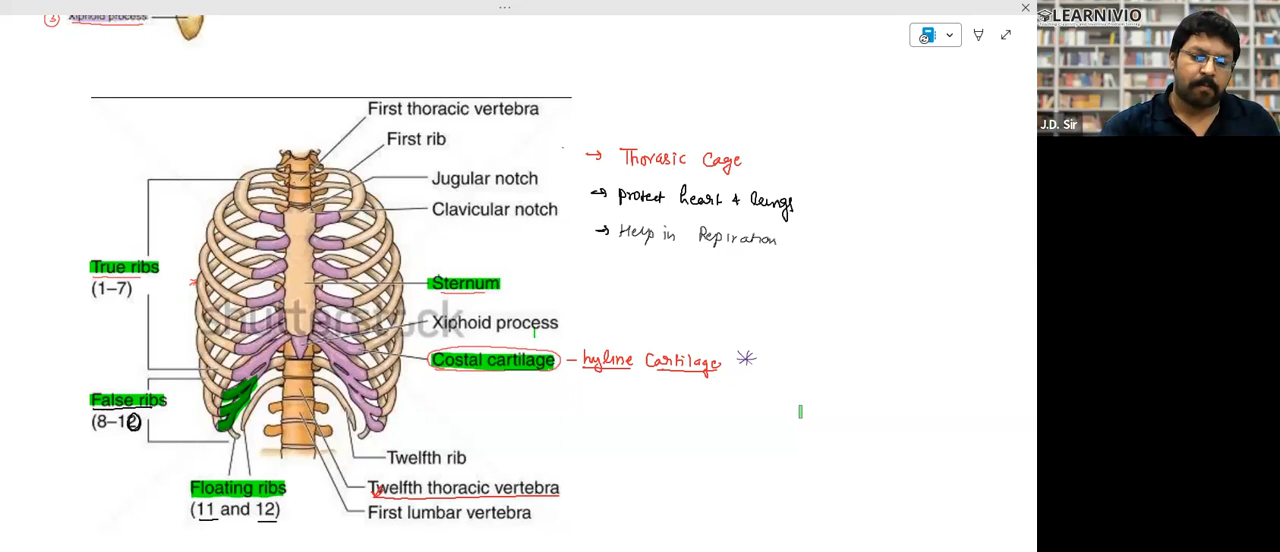 ③ Xiphoid process
LEARNIVIO
J.D. Sir
First thoracic vertebra
First rib
Jugular notch
Clavicular notch
True ribs
(1–7)
Sternum
Xiphoid process
Costal cartilage – hyline Cartilage
False ribs
(8–12)
Twelfth rib
Floating ribs
(11 and 12)
Twelfth thoracic vertebra
First lumbar vertebra
→ Thorasic Cage
→ protect heart & lungs
→ Help in Repiration
shutterstock